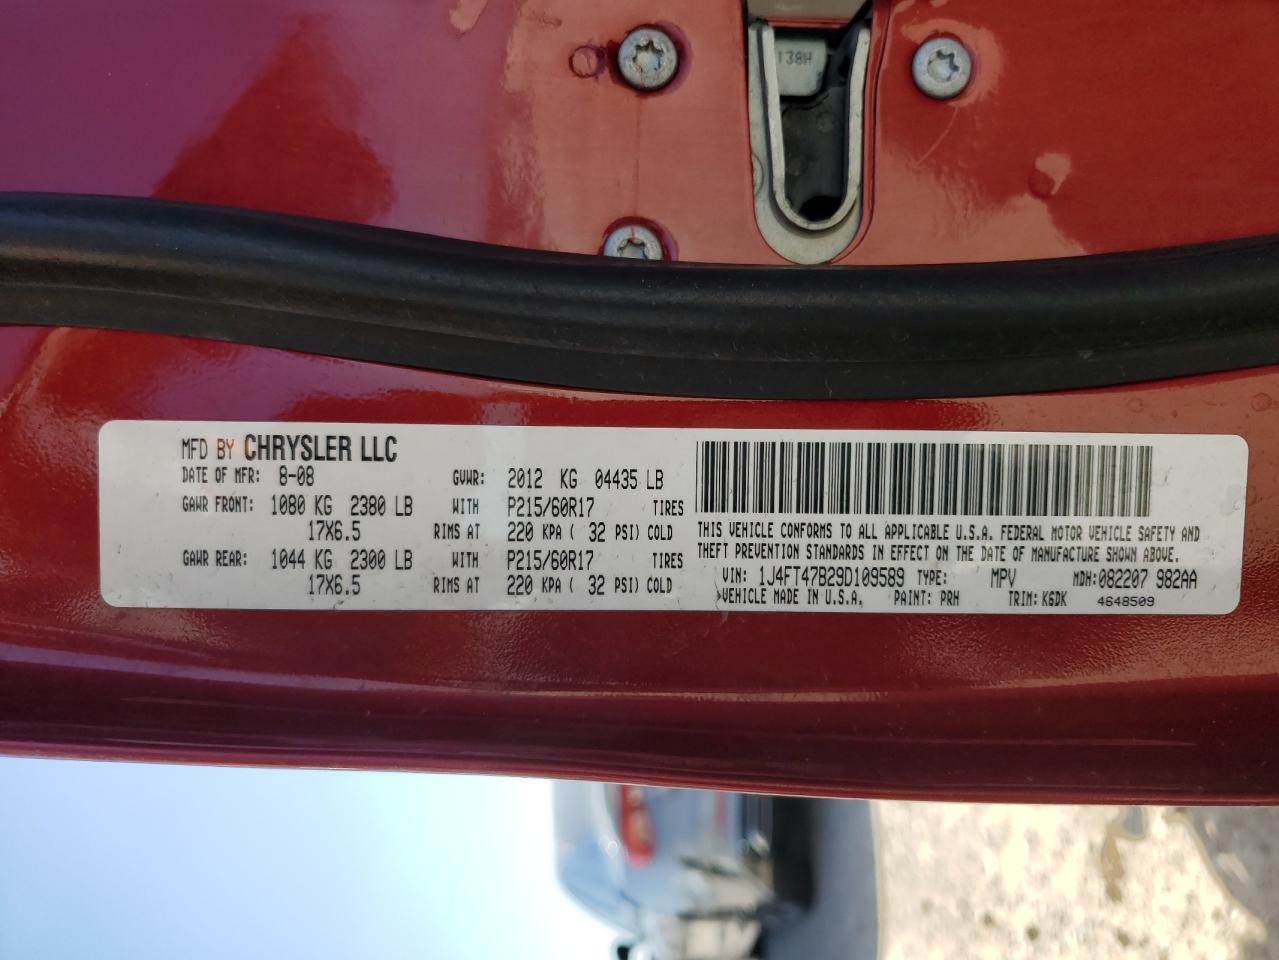 138H
MFD BY CHRYSLER LLC
DATE OF MFR: 8-08 GVWR: 2012 KG 04435 LB
GAWR FRONT: 1080 KG 2380 LB WITH P215/60R17 TIRES
17X6.5 RIMS AT 220 KPA ( 32 PSI) COLD
GAWR REAR: 1044 KG 2300 LB WITH P215/60R17 TIRES
17X6.5 RIMS AT 220 KPA ( 32 PSI) COLD
THIS VEHICLE CONFORMS TO ALL APPLICABLE U.S.A. FEDERAL MOTOR VEHICLE SAFETY AND
THEFT PREVENTION STANDARDS IN EFFECT ON THE DATE OF MANUFACTURE SHOWN ABOVE.
VIN: 1J4FT47B29D109589 TYPE: MPV MDH:082207 982AA
VEHICLE MADE IN U.S.A. PAINT: PRH TRIM: K6DK 4648509